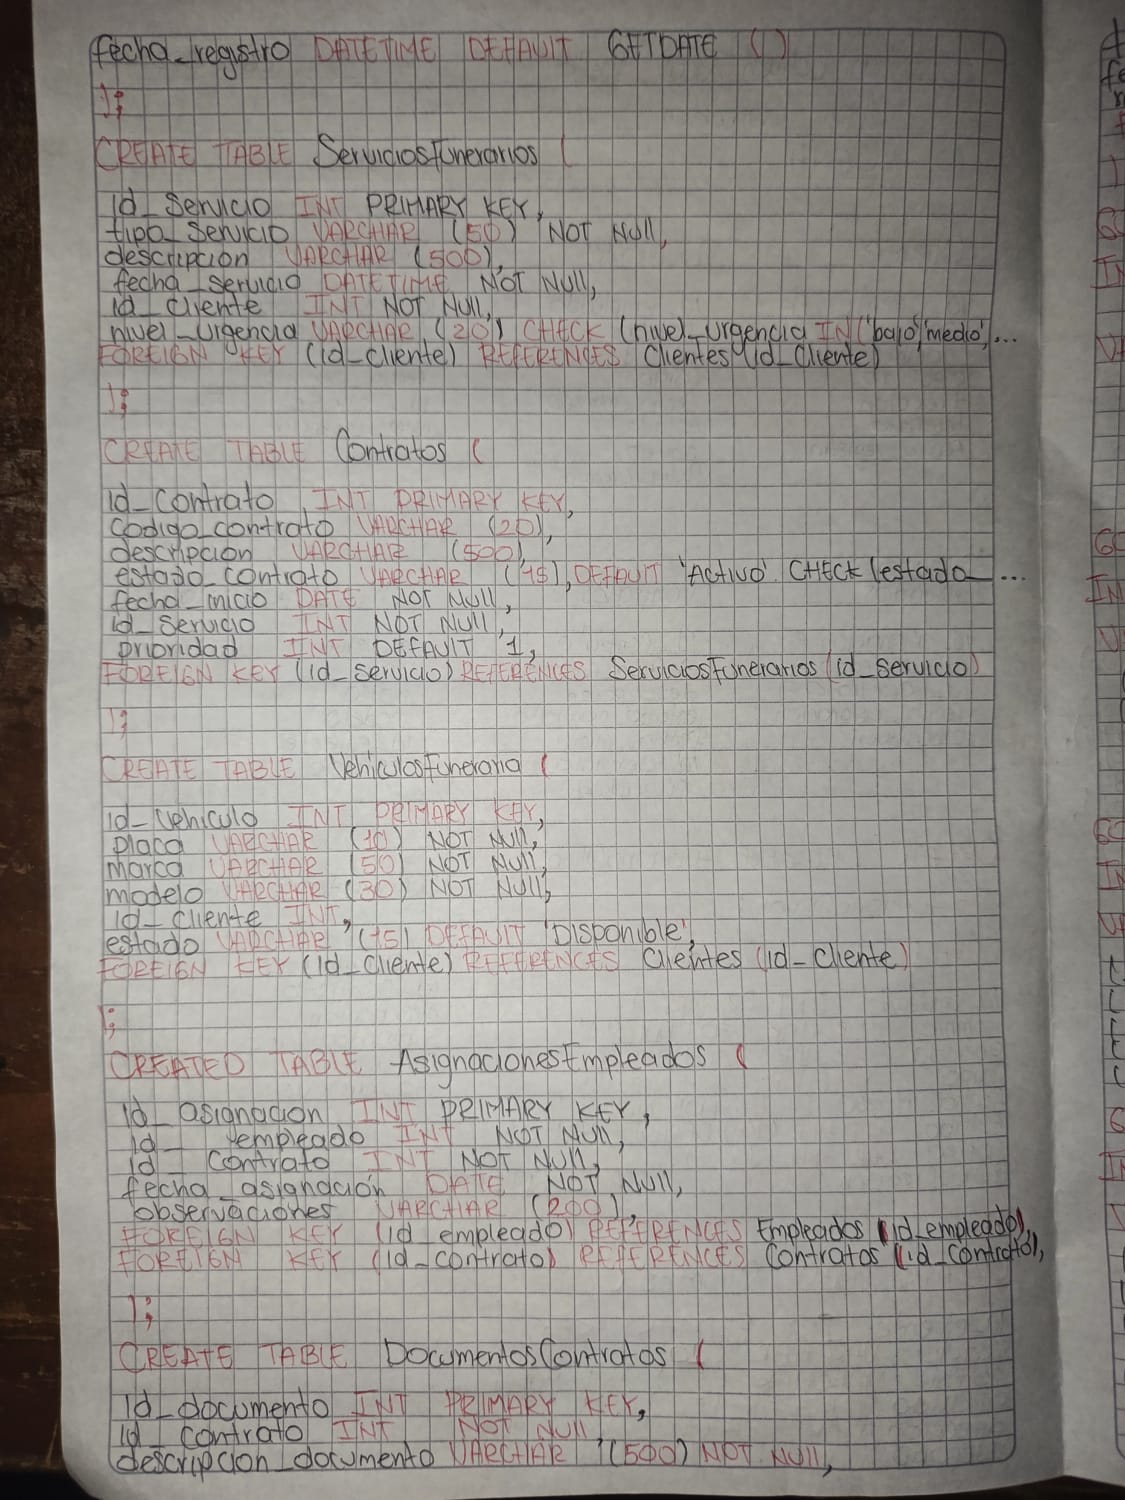 fecha_registro DATETIME DEFAULT GETDATE ()
);
CREATE TABLE ServiciosFunerarios (
id_servicio INT PRIMARY KEY,
tipo_servicio VARCHAR (50) NOT Null,
descripcion VARCHAR (500),
fecha_servicio DATETIME NOT Null,
id_cliente INT NOT Null,
nivel_urgencia VARCHAR (20) CHECK (nivel_urgencia IN('bajo','medio', ...
FOREIGN KEY (id_cliente) REFERENCES Clientes (id_Cliente)
);
CREATE TABLE Contratos (
id_contrato INT PRIMARY KEY,
codigo_contrato VARCHAR (20),
descripcion VARCHAR (500),
estado_contrato VARCHAR (15), DEFAULT 'Activo' CHECK (estado_ ...
fecha_inicio DATE NOT Null,
id_servicio INT NOT Null,
prioridad INT DEFAULT 1,
FOREIGN KEY (id_servicio) REFERENCES ServiciosFunerarios (id_servicio)
);
CREATE TABLE VehiculosFuneraria (
id_vehiculo INT PRIMARY KEY,
placa VARCHAR (10) NOT Null,
marca VARCHAR (50) NOT Null,
modelo VARCHAR (30) NOT Null,
id_cliente INT,
estado VARCHAR (15) DEFAULT 'Disponible',
FOREIGN KEY (id_cliente) REFERENCES Clientes (id_Cliente)
);
CREATED TABLE AsignacionesEmpleados (
id_asignacion INT PRIMARY KEY,
id_ empleado INT NOT Null,
id_ contrato INT NOT Null,
fecha_asignación DATE NOT Null,
observaciones VARCHAR (200),
FOREIGN KEY (id_empleado) REFERENCES Empleados (id_empleado),
FOREIGN KEY (id_contrato) REFERENCES Contratos (id_contrato),
);
CREATE TABLE DocumentosContratos (
id_documento INT PRIMARY KEY,
id_contrato INT NOT Null,
descripcion_documento VARCHAR (500) NOT Null,